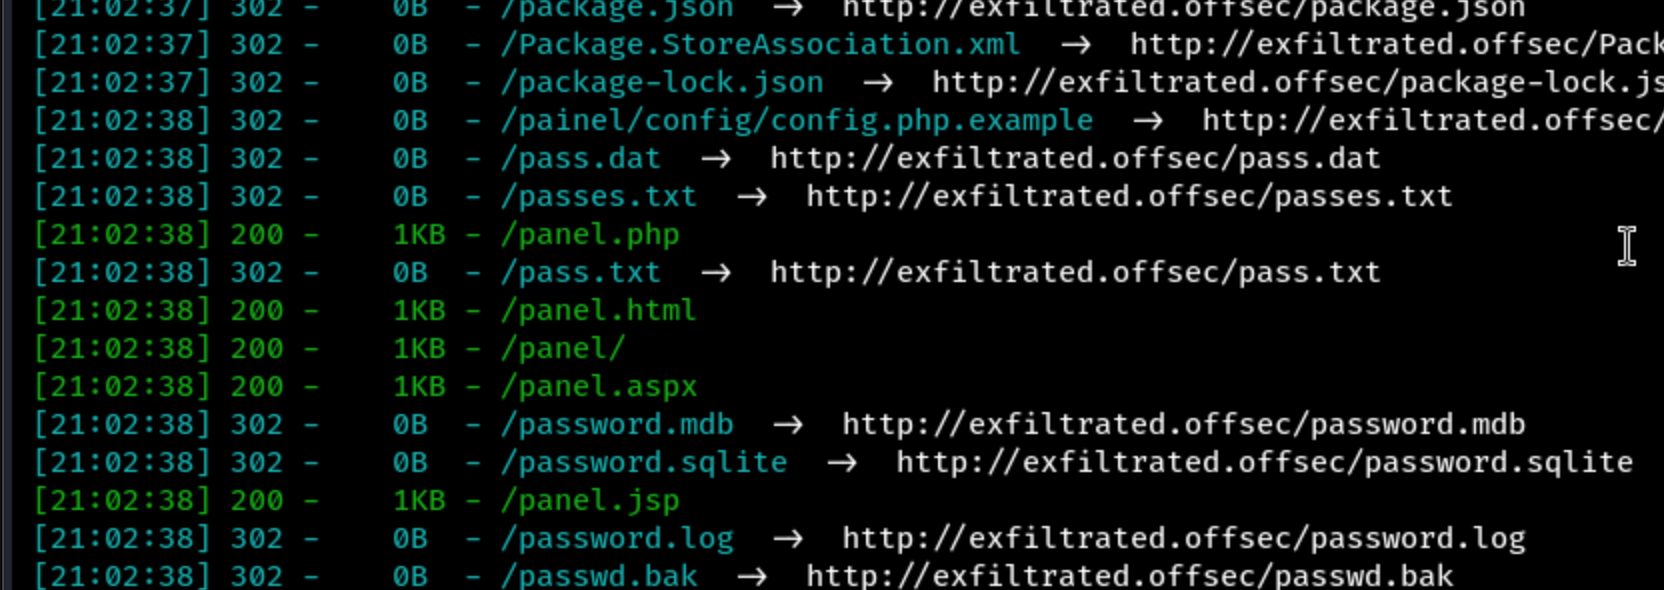 [21:02:37] 302 -    0B  - /package.json  ->  http://exfiltrated.offsec/package.json
[21:02:37] 302 -    0B  - /Package.StoreAssociation.xml  ->  http://exfiltrated.offsec/Pack
[21:02:37] 302 -    0B  - /package-lock.json  ->  http://exfiltrated.offsec/package-lock.js
[21:02:38] 302 -    0B  - /painel/config/config.php.example  ->  http://exfiltrated.offsec/
[21:02:38] 302 -    0B  - /pass.dat  ->  http://exfiltrated.offsec/pass.dat
[21:02:38] 302 -    0B  - /passes.txt  ->  http://exfiltrated.offsec/passes.txt
[21:02:38] 200 -    1KB - /panel.php
[21:02:38] 302 -    0B  - /pass.txt  ->  http://exfiltrated.offsec/pass.txt
[21:02:38] 200 -    1KB - /panel.html
[21:02:38] 200 -    1KB - /panel/
[21:02:38] 200 -    1KB - /panel.aspx
[21:02:38] 302 -    0B  - /password.mdb  ->  http://exfiltrated.offsec/password.mdb
[21:02:38] 302 -    0B  - /password.sqlite  ->  http://exfiltrated.offsec/password.sqlite
[21:02:38] 200 -    1KB - /panel.jsp
[21:02:38] 302 -    0B  - /password.log  ->  http://exfiltrated.offsec/password.log
[21:02:38] 302 -    0B  - /passwd.bak  ->  http://exfiltrated.offsec/passwd.bak